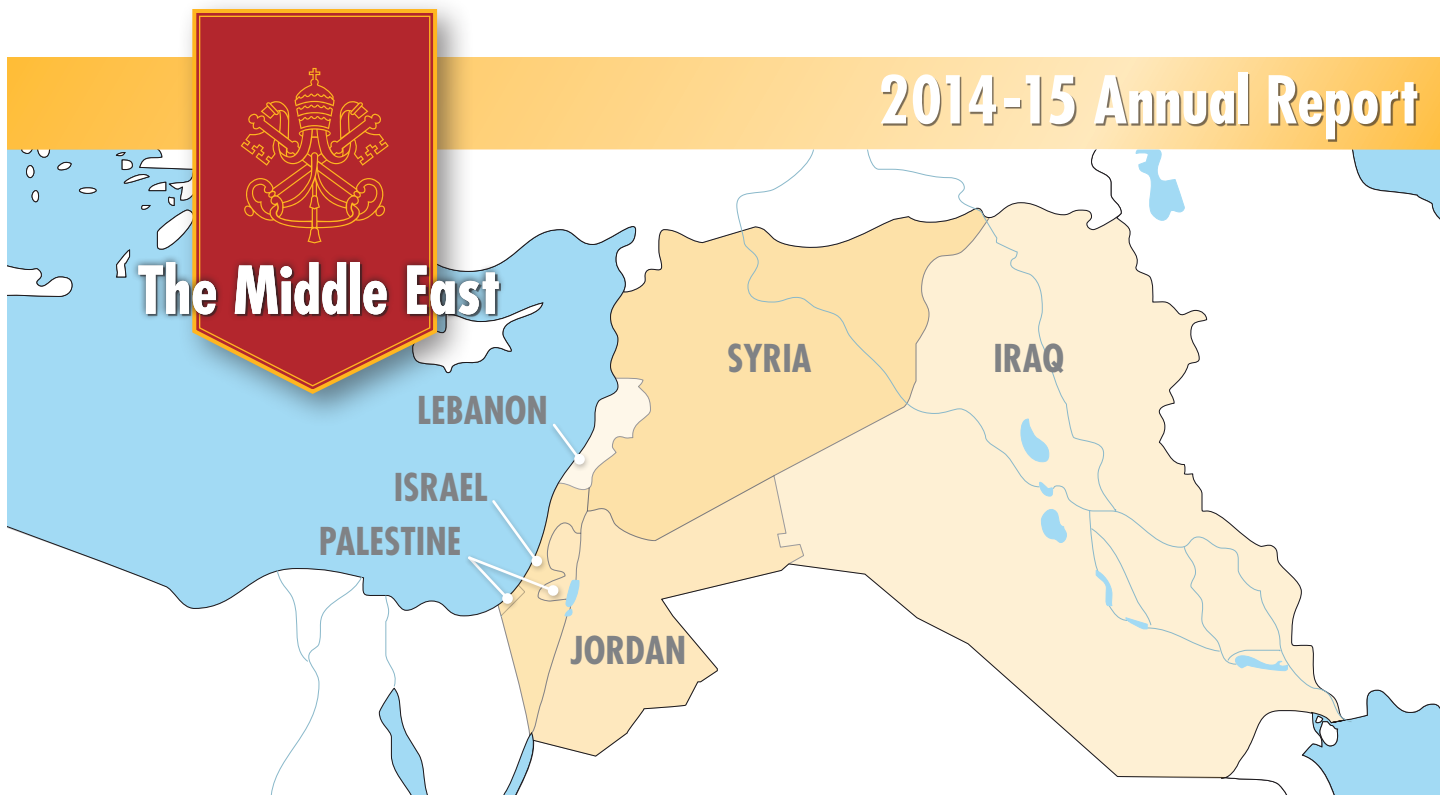 2014-15 Annual Report
The Middle East
SYRIA
IRAQ
LEBANON
ISRAEL
PALESTINE
JORDAN